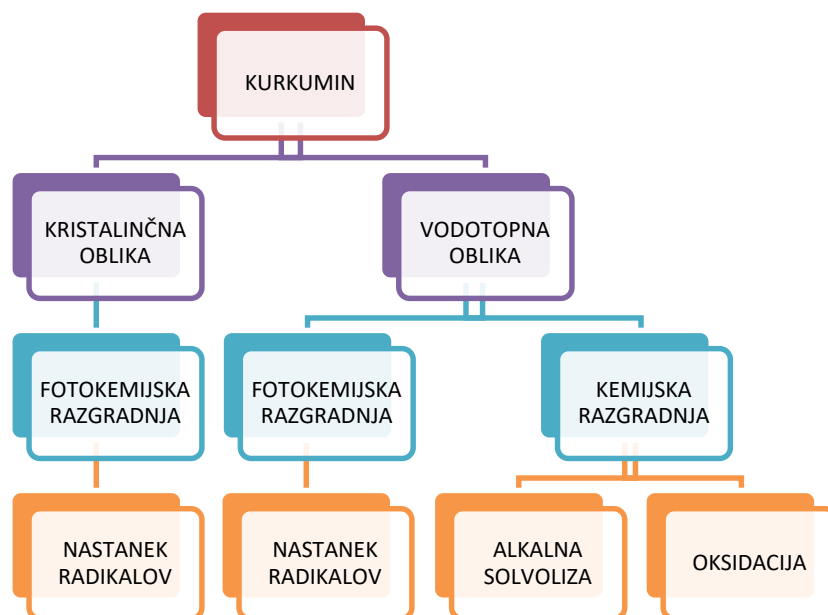 KURKUMIN
KRISTALINČNA
OBLIKA
VODOTOPNA
OBLIKA
FOTOKEMIJSKA
RAZGRADNJA
FOTOKEMIJSKA
RAZGRADNJA
KEMIJSKA
RAZGRADNJA
NASTANEK
RADIKALOV
NASTANEK
RADIKALOV
ALKALNA
SOLVOLIZA
OKSIDACIJA